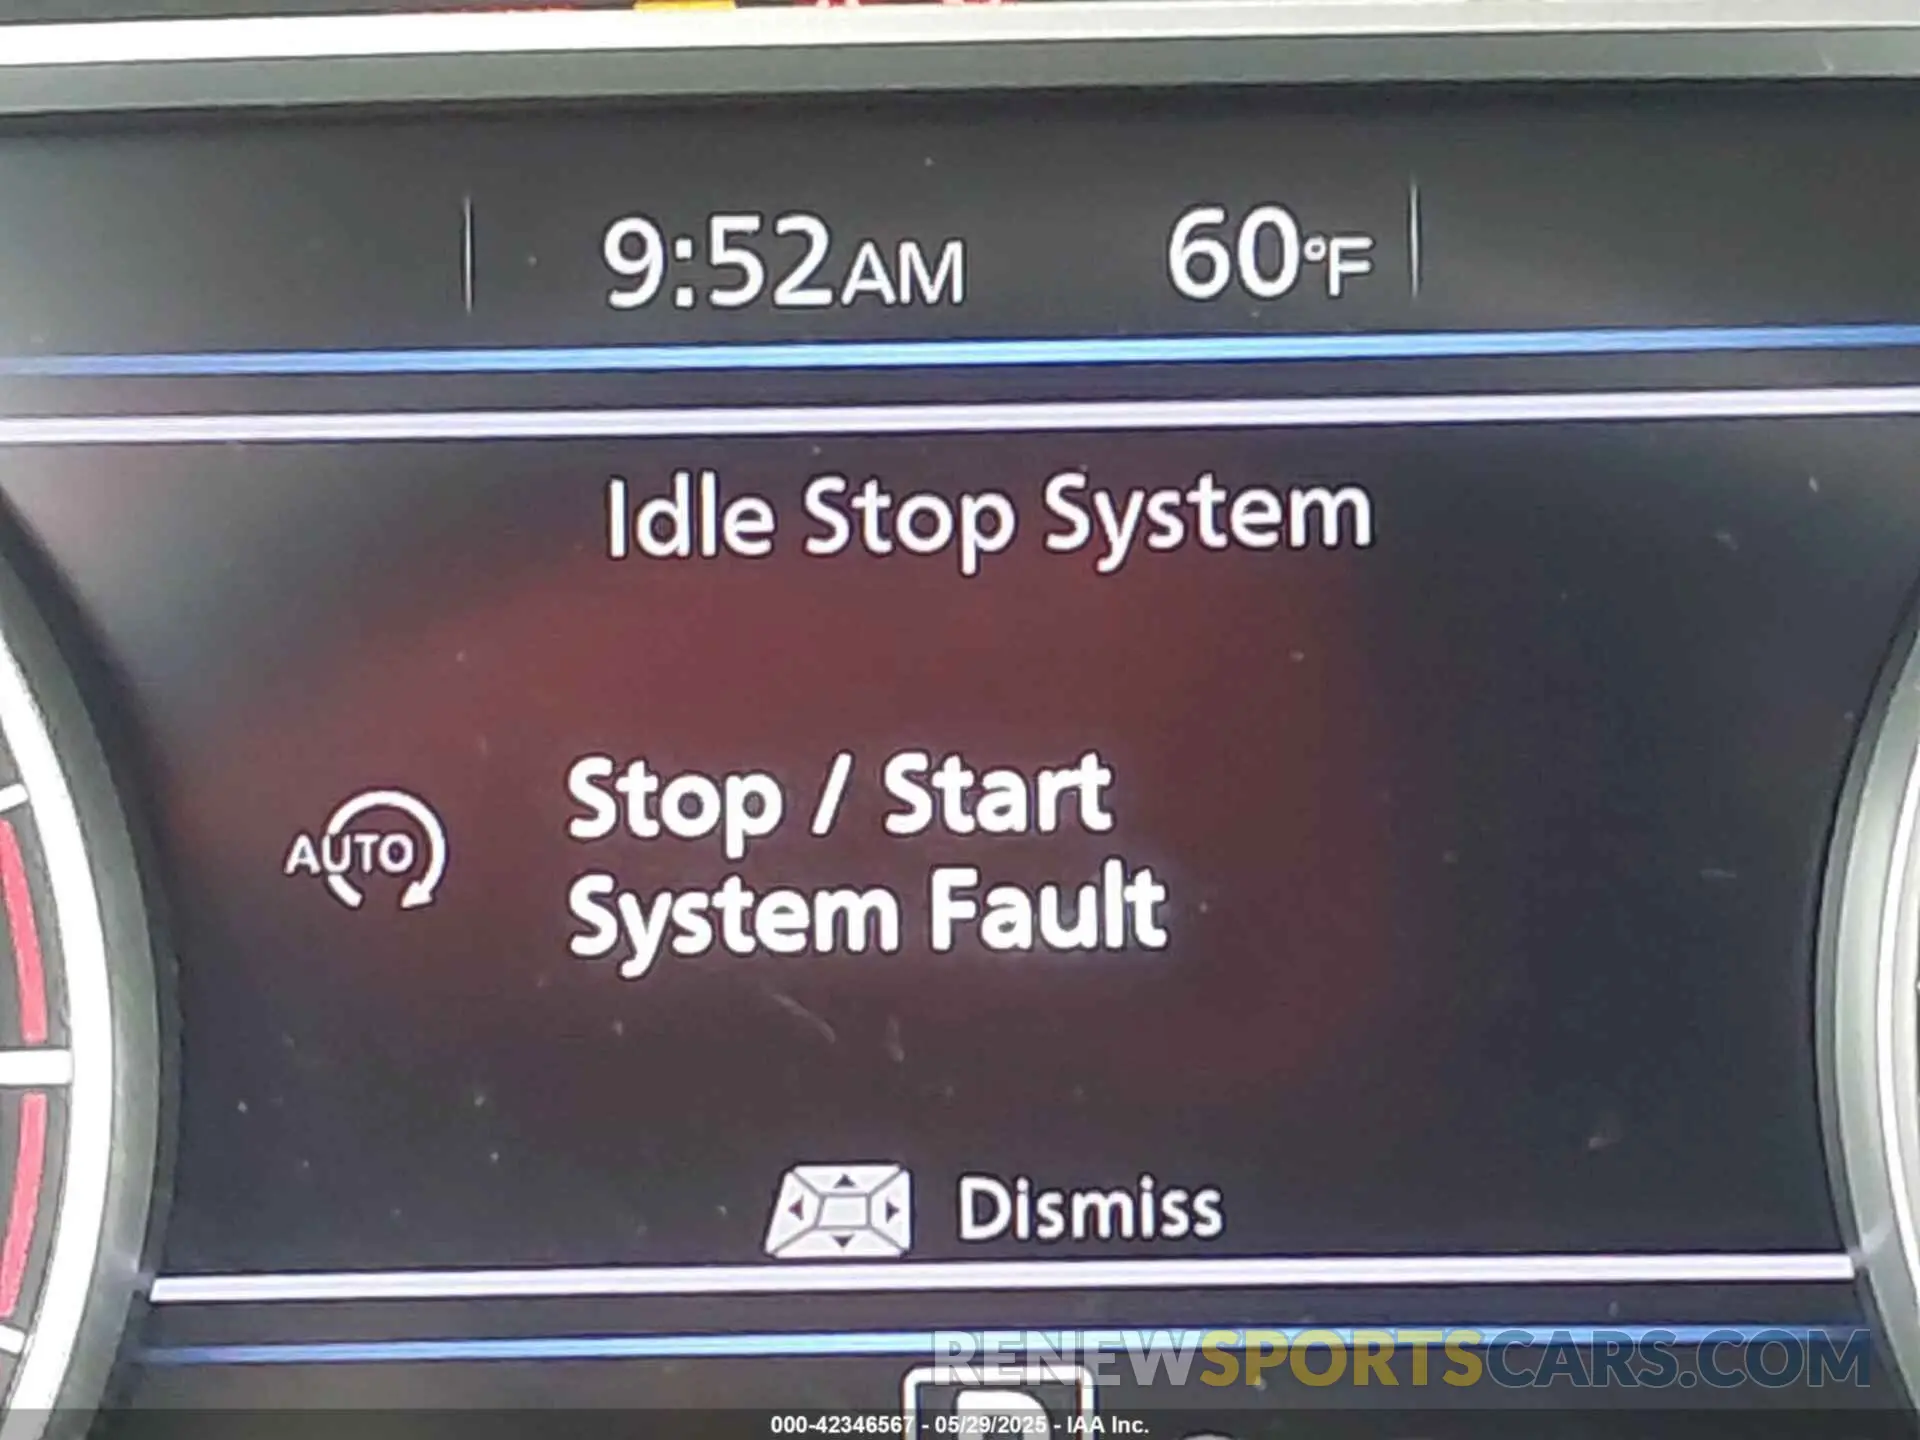 9:52AM 60°F
Idle Stop System
Stop / Start
AUTO
System Fault
Dismiss
RENEWSPORTSCARS.COM
000-42346567 - 05/29/2025 - IAA Inc.